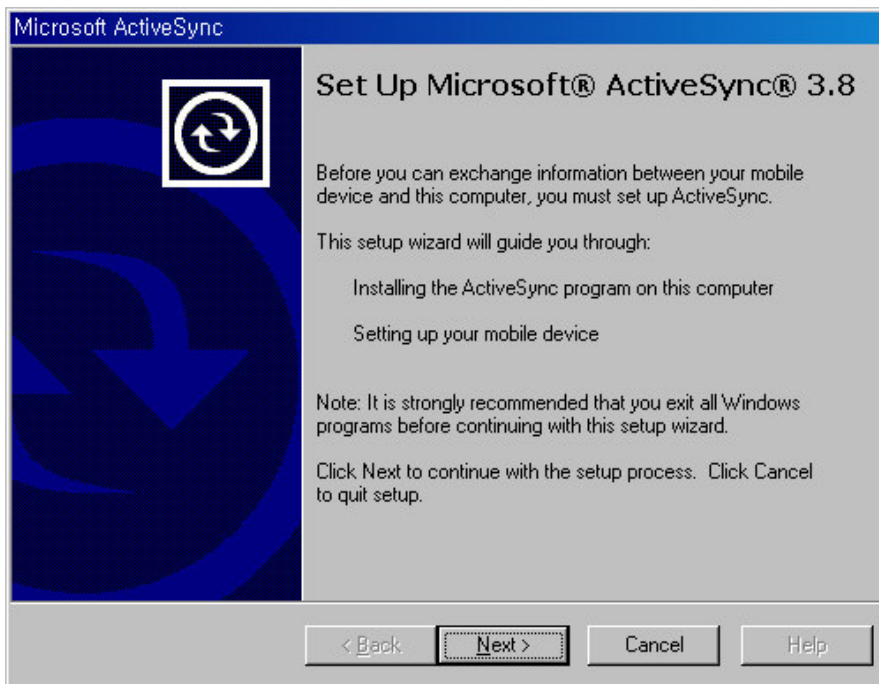 Microsoft ActiveSync
Set Up Microsoft® ActiveSync® 3.8
Before you can exchange information between your mobile
device and this computer, you must set up ActiveSync.
This setup wizard will guide you through:
Installing the ActiveSync program on this computer
Setting up your mobile device
Note: It is strongly recommended that you exit all Windows
programs before continuing with this setup wizard.
Click Next to continue with the setup process.  Click Cancel
to quit setup.
< Back Next > Cancel Help